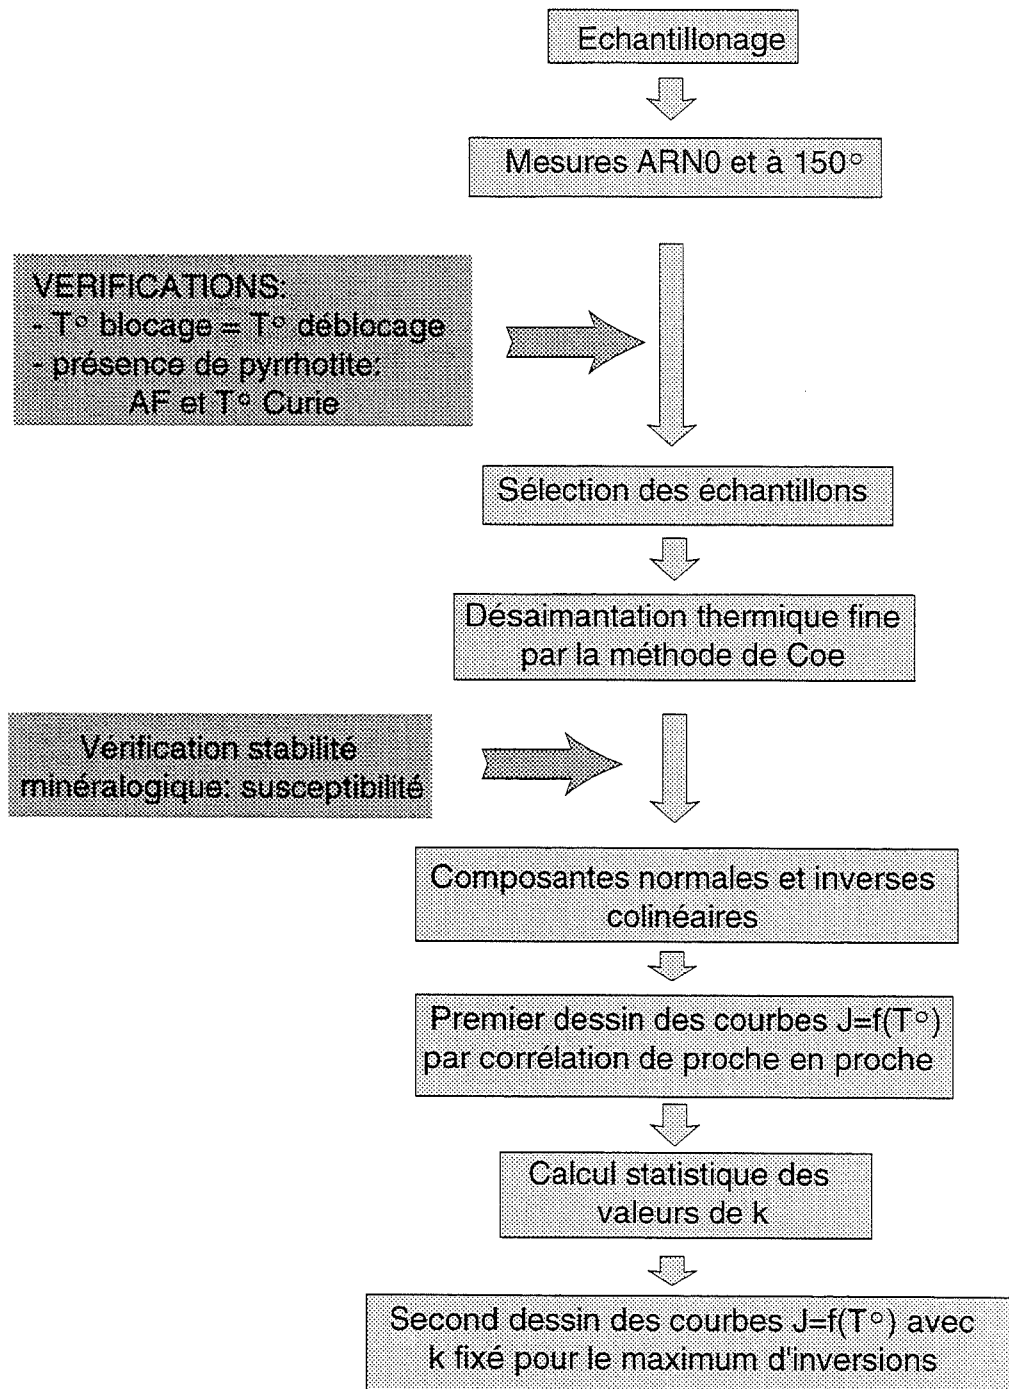 Echantillonage
Mesures ARN0 et à 150°
VERIFICATIONS:
- T° blocage = T° déblocage
- présence de pyrrhotite:
AF et T° Curie
Sélection des échantillons
Désaimantation thermique fine
par la méthode de Coe
Vérification stabilité
minéralogique: susceptibilité
Composantes normales et inverses
colinéaires
Premier dessin des courbes J=f(T°)
par corrélation de proche en proche
Calcul statistique des
valeurs de k
Second dessin des courbes J=f(T°) avec
k fixé pour le maximum d'inversions